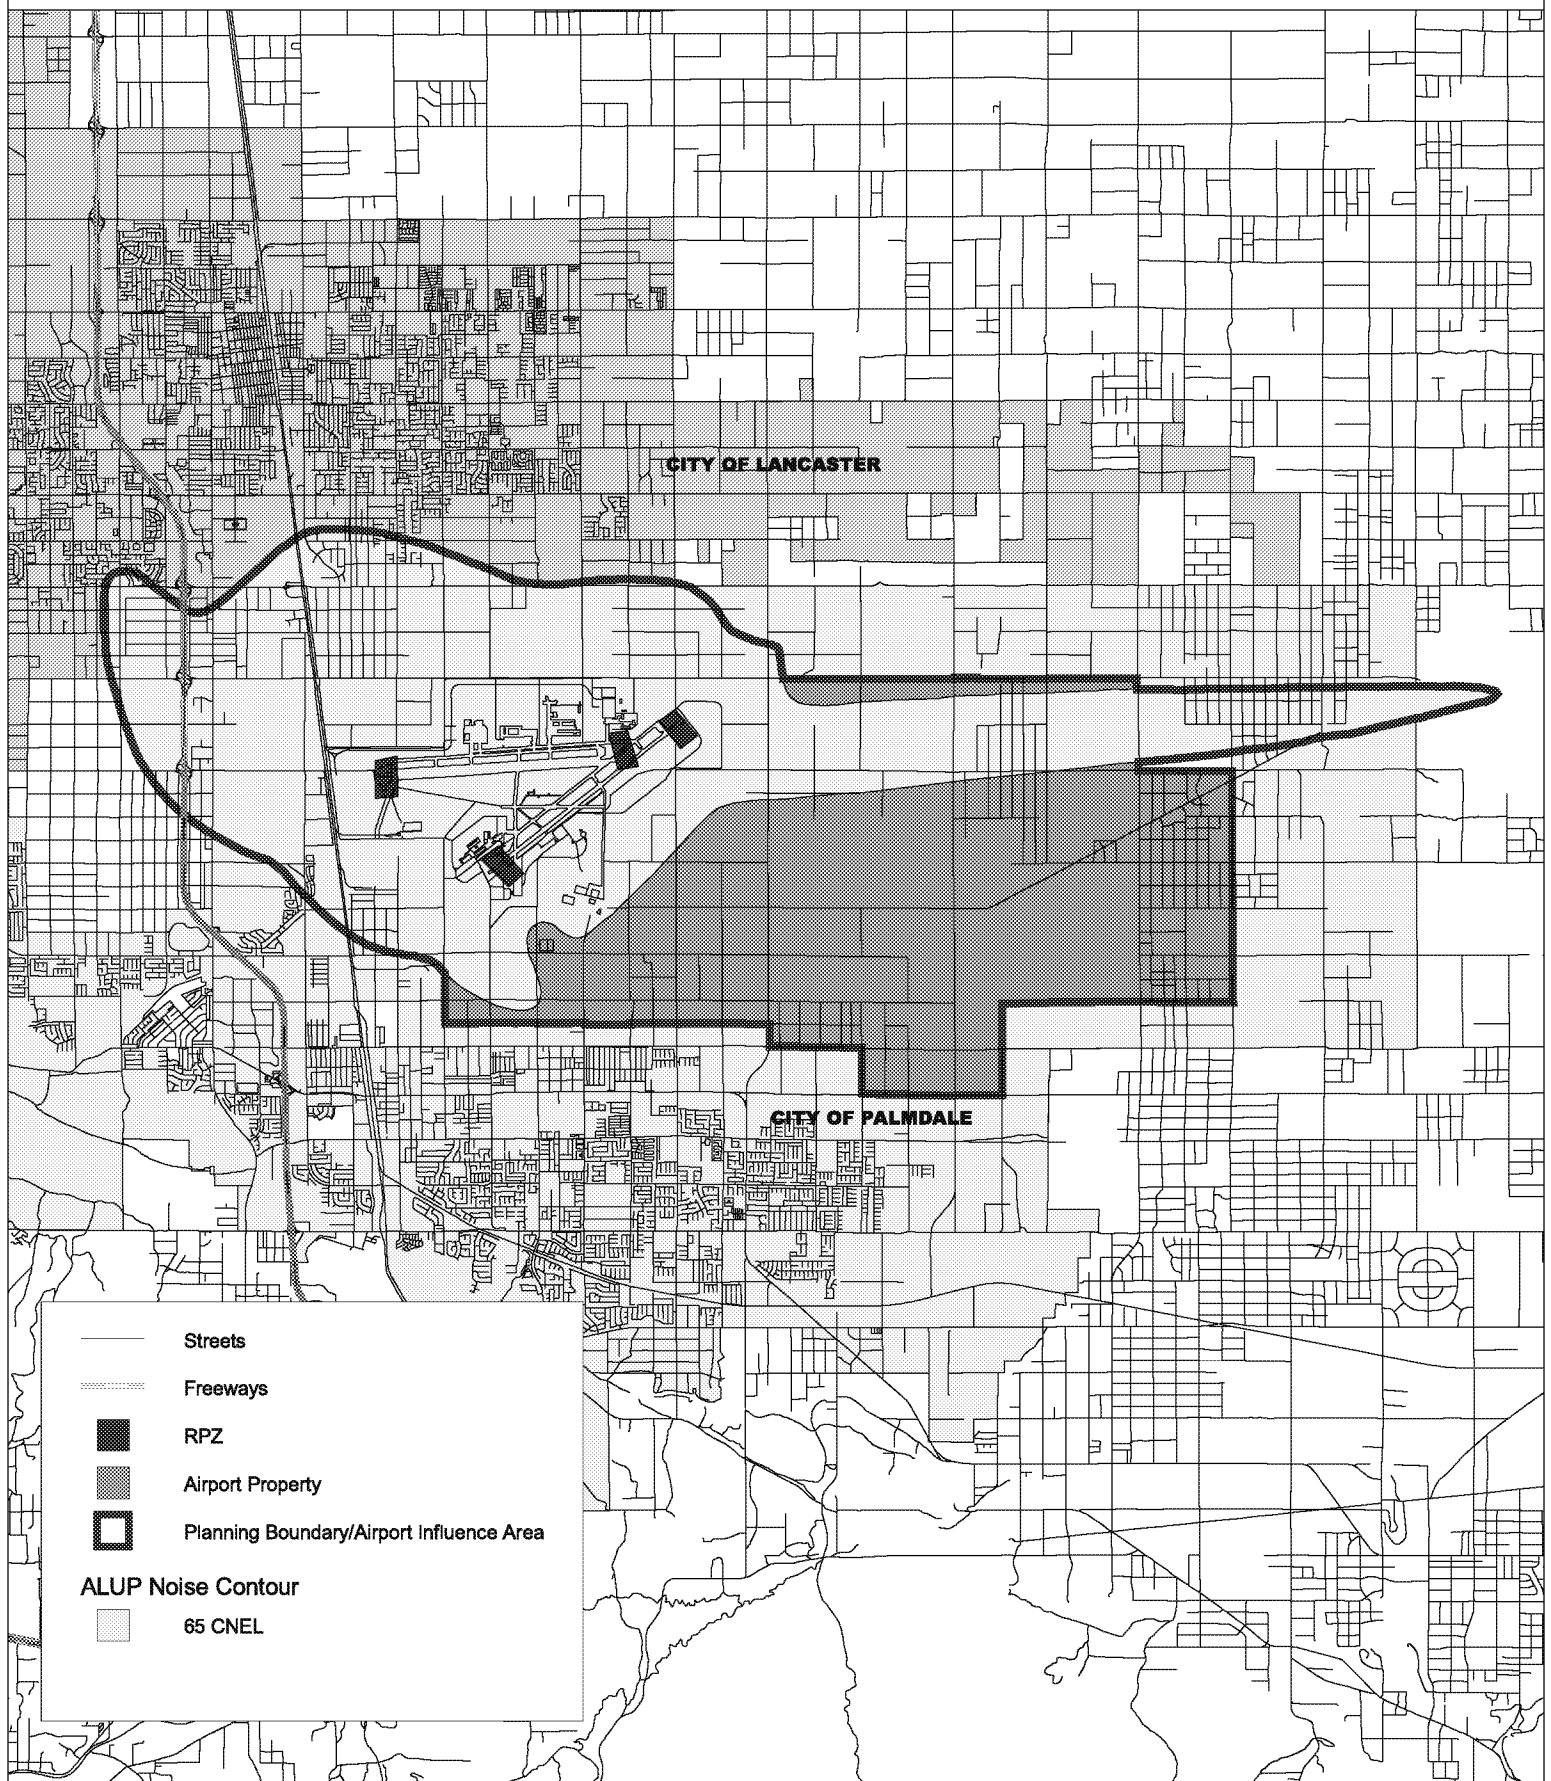 CITY OF LANCASTER
CITY OF PALMDALE
Streets
Freeways
RPZ
Airport Property
Planning Boundary/Airport Influence Area
ALUP Noise Contour
65 CNEL